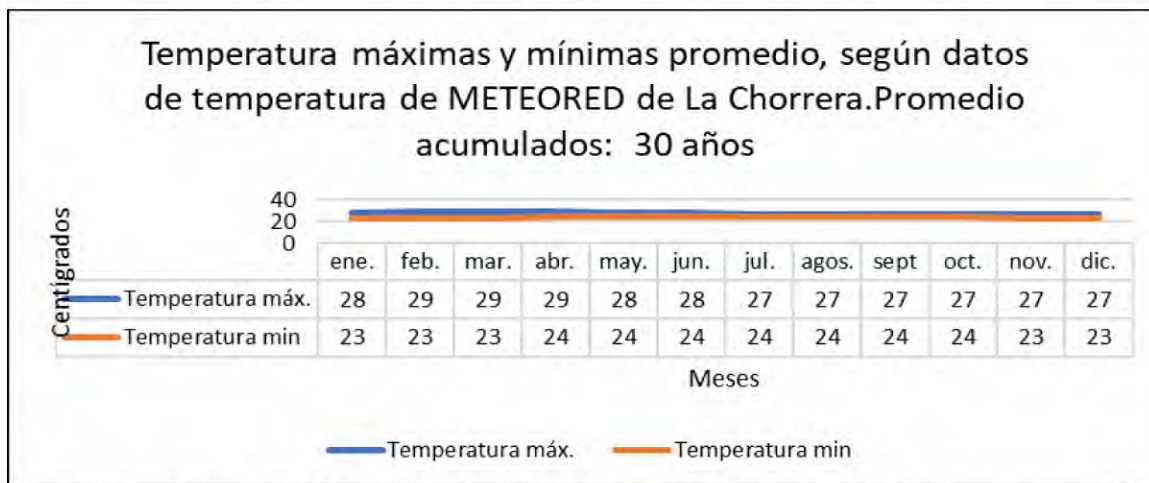 Temperatura máximas y mínimas promedio, según datos
de temperatura de METEORED de La Chorrera.Promedio
acumulados: 30 años
Centígrados
40
20
0
ene. feb. mar. abr. may. jun. jul. agos. sept oct. nov. dic.
Temperatura máx. 28 29 29 29 28 28 27 27 27 27 27 27
Temperatura min 23 23 23 24 24 24 24 24 24 24 23 23
Meses
Temperatura máx. Temperatura min